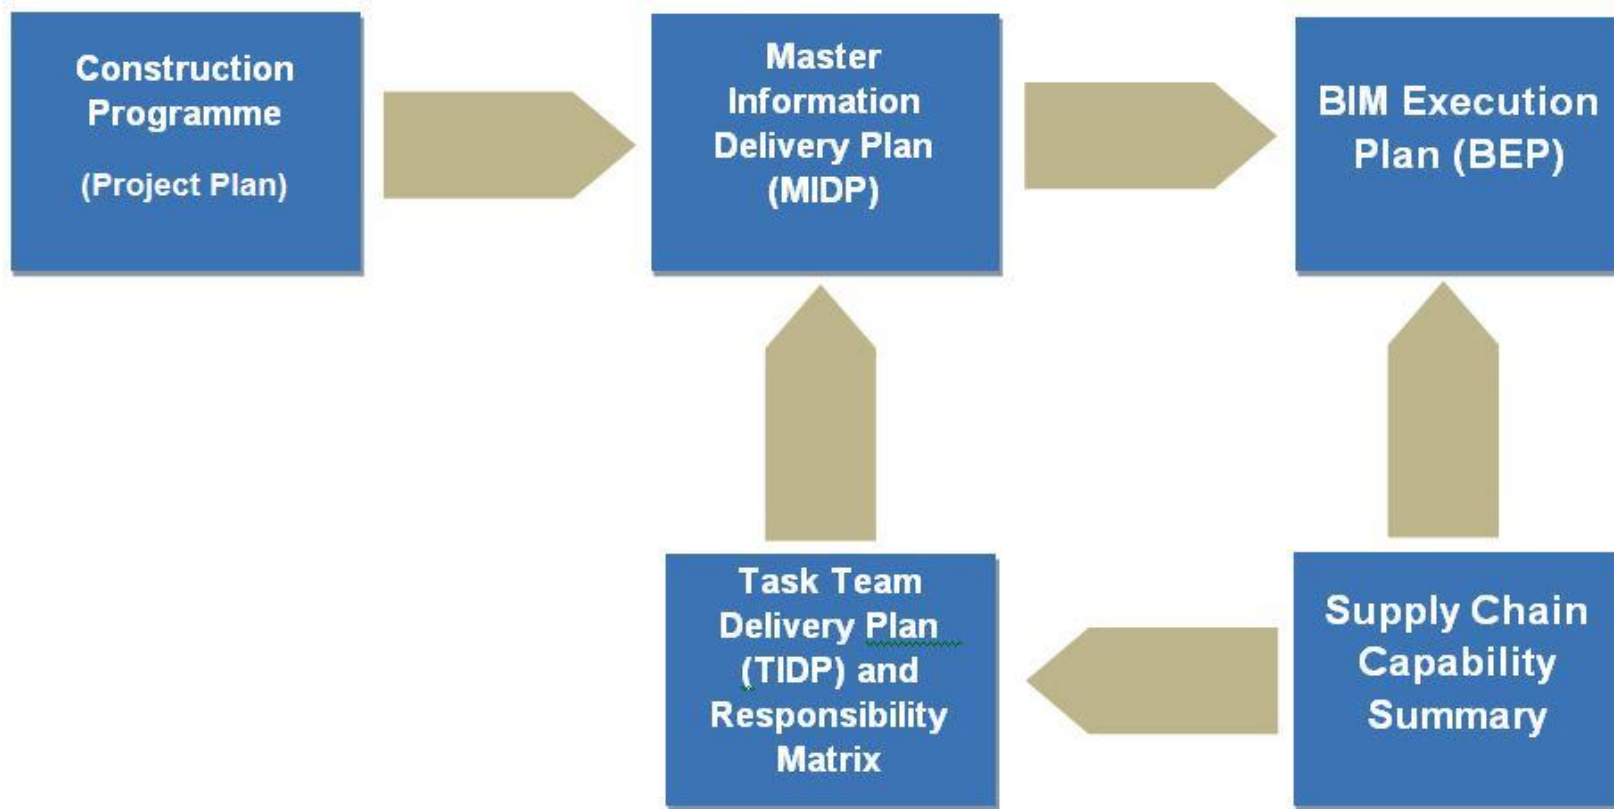 Construction
Programme
(Project Plan)
Master
Information
Delivery Plan
(MIDP)
BIM Execution
Plan (BEP)
Task Team
Delivery Plan
(TIDP) and
Responsibility
Matrix
Supply Chain
Capability
Summary